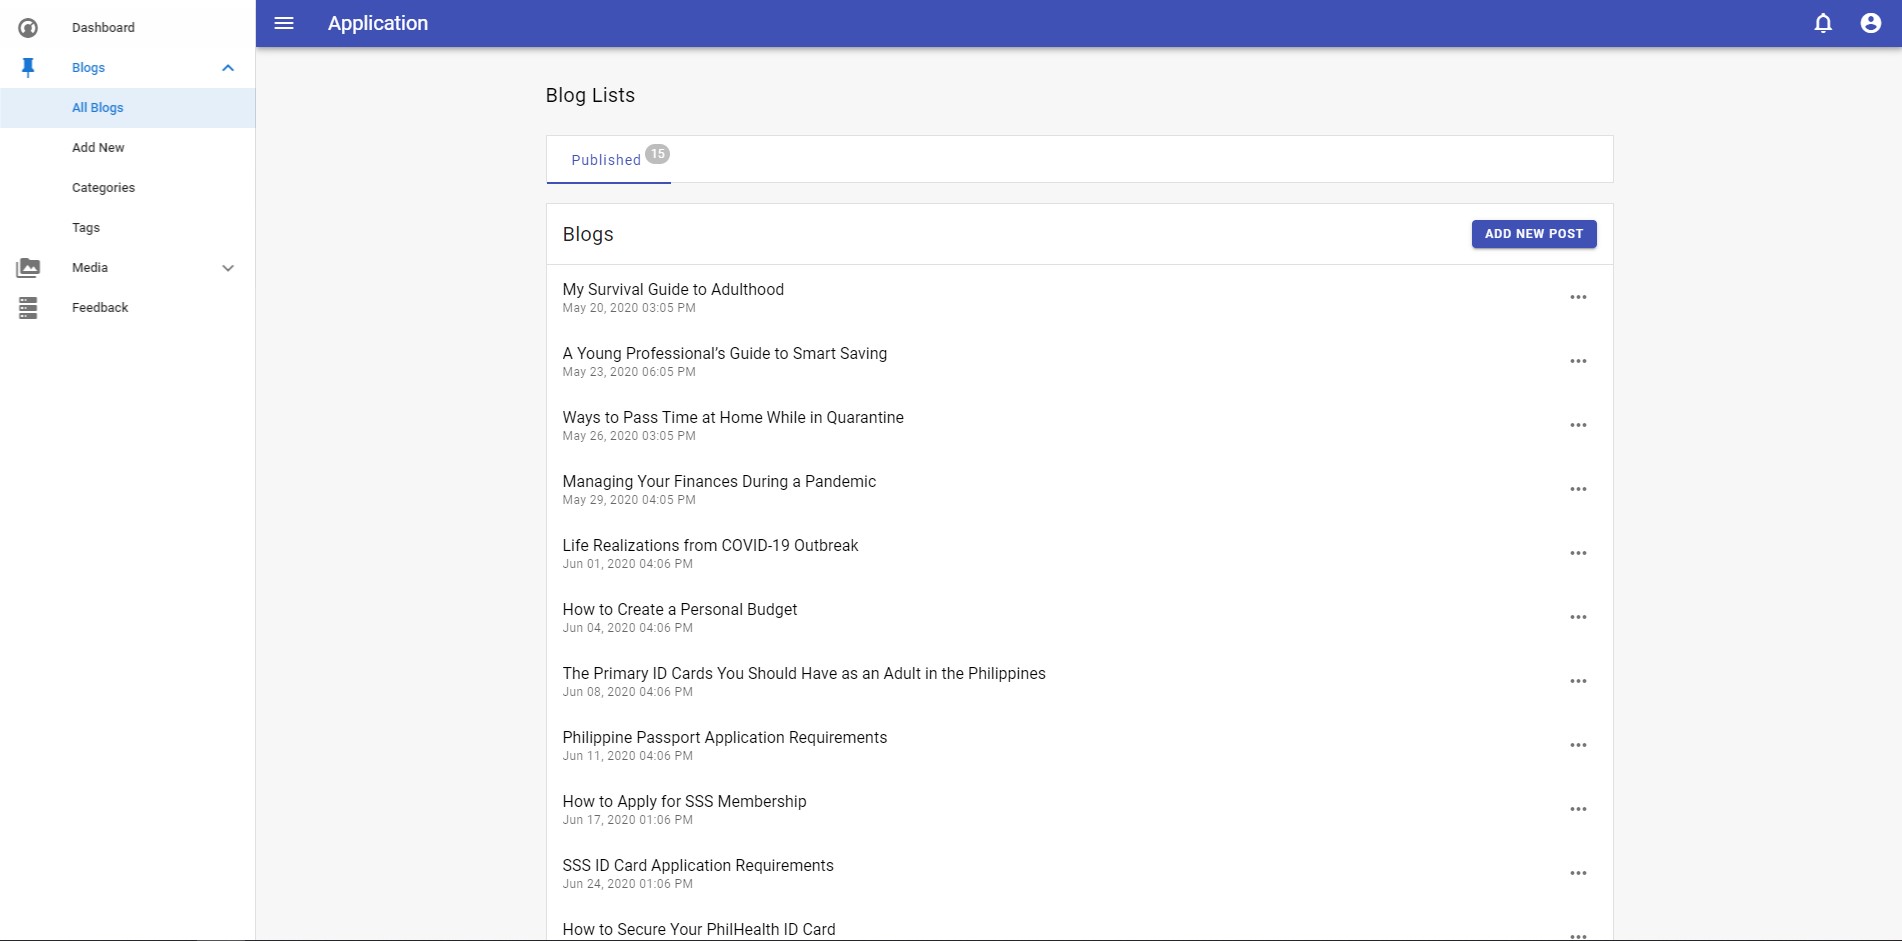 Dashboard
Blogs
All Blogs
Add New
Categories
Tags
Media
Feedback
Application
Blog Lists
Published 15
Blogs
ADD NEW POST
My Survival Guide to Adulthood
May 20, 2020 03:05 PM
A Young Professional’s Guide to Smart Saving
May 23, 2020 06:05 PM
Ways to Pass Time at Home While in Quarantine
May 26, 2020 03:05 PM
Managing Your Finances During a Pandemic
May 29, 2020 04:05 PM
Life Realizations from COVID-19 Outbreak
Jun 01, 2020 04:06 PM
How to Create a Personal Budget
Jun 04, 2020 04:06 PM
The Primary ID Cards You Should Have as an Adult in the Philippines
Jun 08, 2020 04:06 PM
Philippine Passport Application Requirements
Jun 11, 2020 04:06 PM
How to Apply for SSS Membership
Jun 17, 2020 01:06 PM
SSS ID Card Application Requirements
Jun 24, 2020 01:06 PM
How to Secure Your PhilHealth ID Card